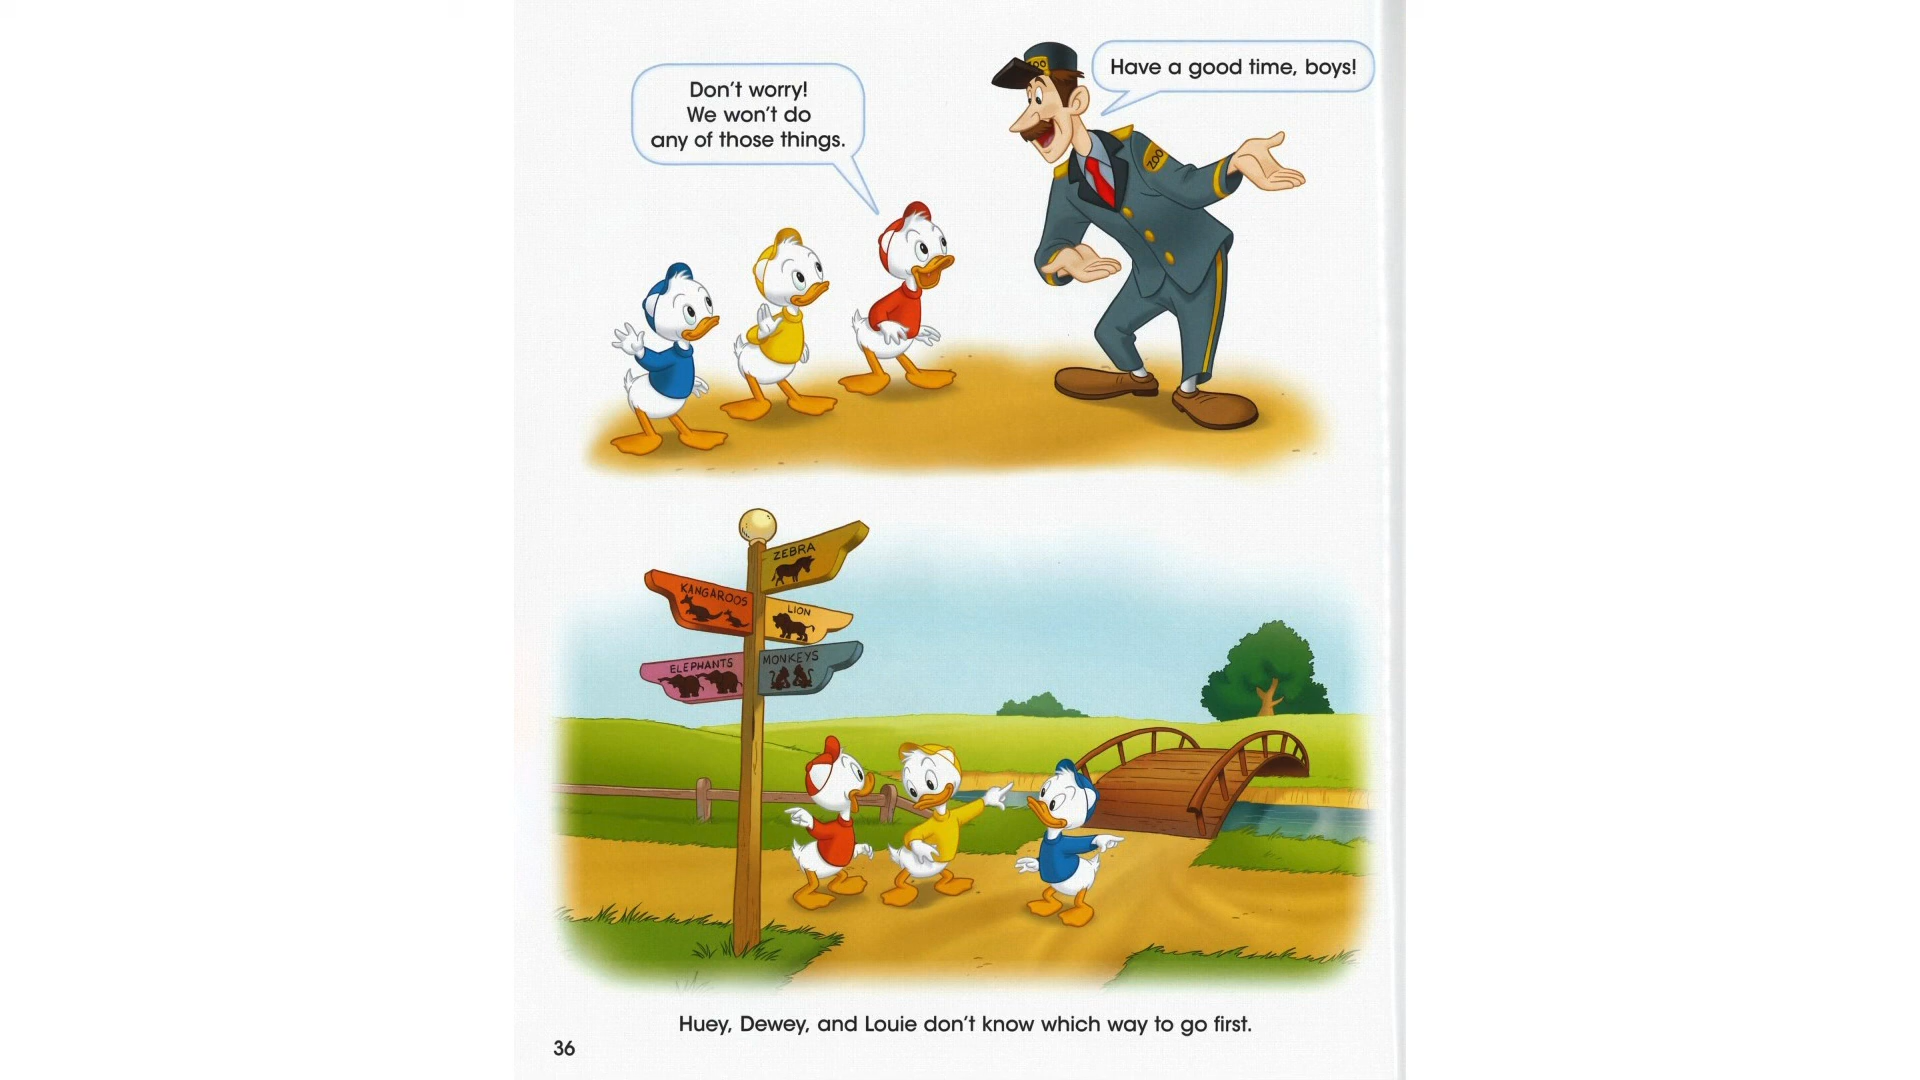 Don't worry!
We won't do
any of those things.
Have a good time, boys!
ZOO
ZOO
ZEBRA
KANGAROOS
LION
ELEPHANTS
MONKEYS
Huey, Dewey, and Louie don't know which way to go first.
36